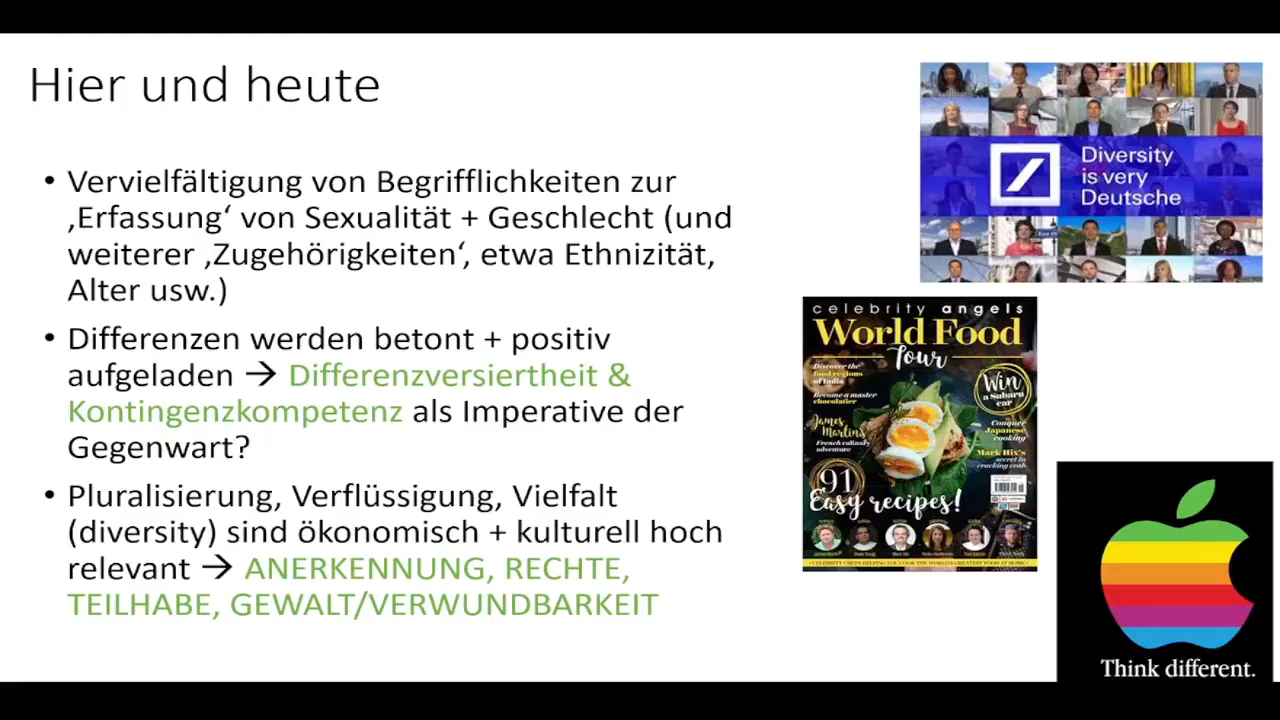 Hier und heute
• Vervielfältigung von Begrifflichkeiten zur
‚Erfassung‘ von Sexualität + Geschlecht (und
weiterer ‚Zugehörigkeiten‘, etwa Ethnizität,
Alter usw.)
• Differenzen werden betont + positiv
aufgeladen → Differenzversiertheit &
Kontingenzkompetenz als Imperative der
Gegenwart?
• Pluralisierung, Verflüssigung, Vielfalt
(diversity) sind ökonomisch + kulturell hoch
relevant → ANERKENNUNG, RECHTE,
TEILHABE, GEWALT/VERWUNDBARKEIT
Diversity
is very
Deutsche
celebrity angels
World Food
Tour
Discover the
food regions
of India
Become a master
chocolatier
James
Martin's
French culinary
adventure
91
Easy recipes!
Win
a Subaru
car
Conquer
Japanese
cooking
Mark Hix's
secret to
cracking crab
CELEBRITY CHEFS HELPING YOU COOK THE WORLD'S GREATEST FOOD AT HOME
Think different.